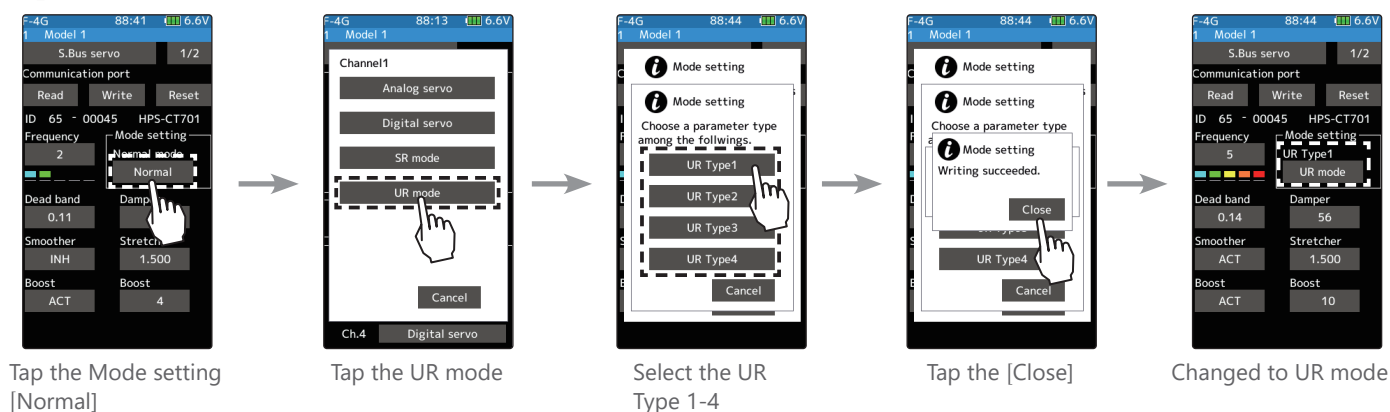 F-4G 88:41 6.6V
1 Model 1
S.Bus servo 1/2
Communication port
Read Write Reset
ID 65 - 00045 HPS-CT701
Frequency Mode setting
2 Normal mode
Normal
Dead band
0.11
Smoother
INH 1.500
Boost Boost
ACT 4
Tap the Mode setting
[Normal]
F-4G 88:13 6.6V
1 Model 1
Channel1
Analog servo
Digital servo
SR mode
UR mode
Cancel
Ch.4 Digital servo
Tap the UR mode
F-4G 88:44 6.6V
1 Model 1
Mode setting
Mode setting
Choose a parameter type
among the follwings.
UR Type1
UR Type2
UR Type3
UR Type4
Cancel
Select the UR
Type 1-4
F-4G 88:44 6.6V
1 Model 1
Mode setting
Mode setting
Choose a parameter type
Mode setting
Writing succeeded.
Close
UR Type4
Cancel
Tap the [Close]
F-4G 88:44 6.6V
1 Model 1
S.Bus servo 1/2
Communication port
Read Write Reset
ID 65 - 00045 HPS-CT701
Frequency Mode setting
5 UR Type1
UR mode
Dead band Damper
0.14 56
Smoother Stretcher
ACT 1.500
Boost Boost
ACT 10
Changed to UR mode